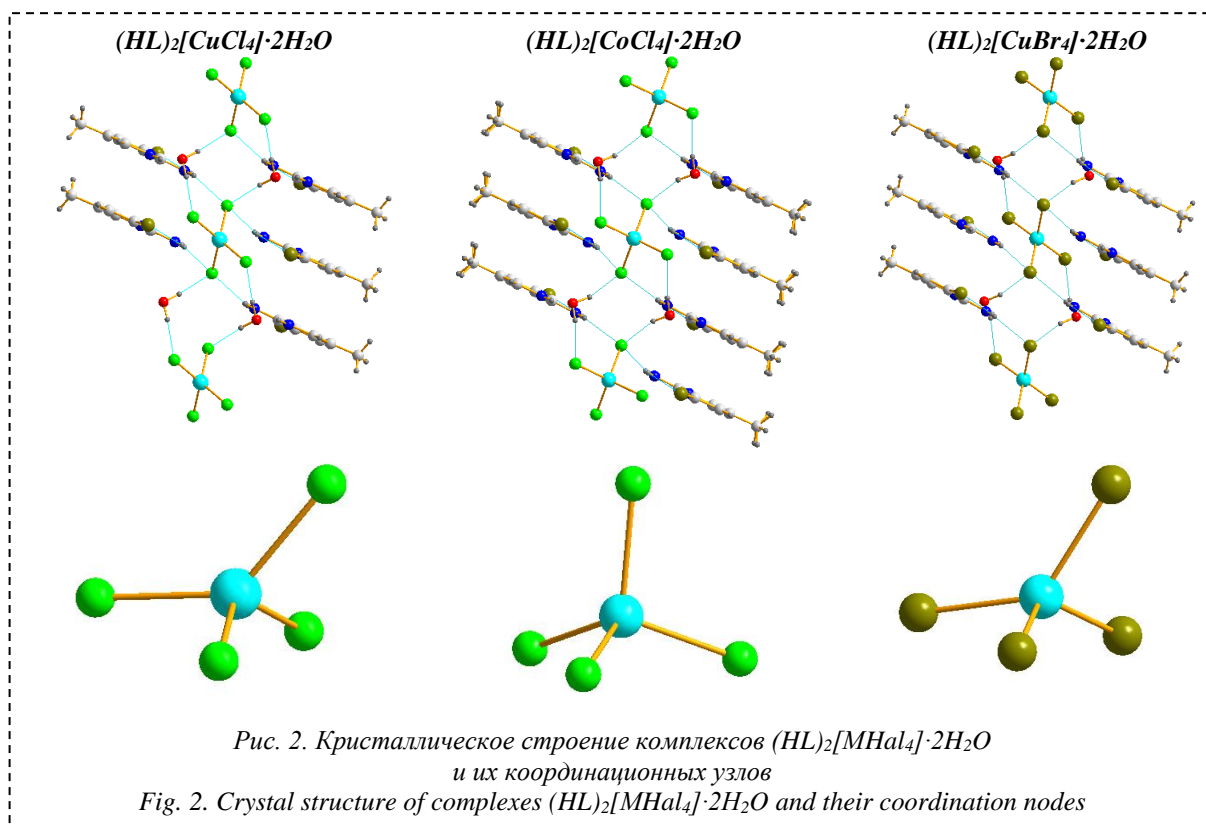 (HL)₂[CuCl₄]·2H₂O (HL)₂[CoCl₄]·2H₂O (HL)₂[CuBr₄]·2H₂O
Рис. 2. Кристаллическое строение комплексов (HL)₂[MHal₄]·2H₂O
и их координационных узлов
Fig. 2. Crystal structure of complexes (HL)₂[MHal₄]·2H₂O and their coordination nodes